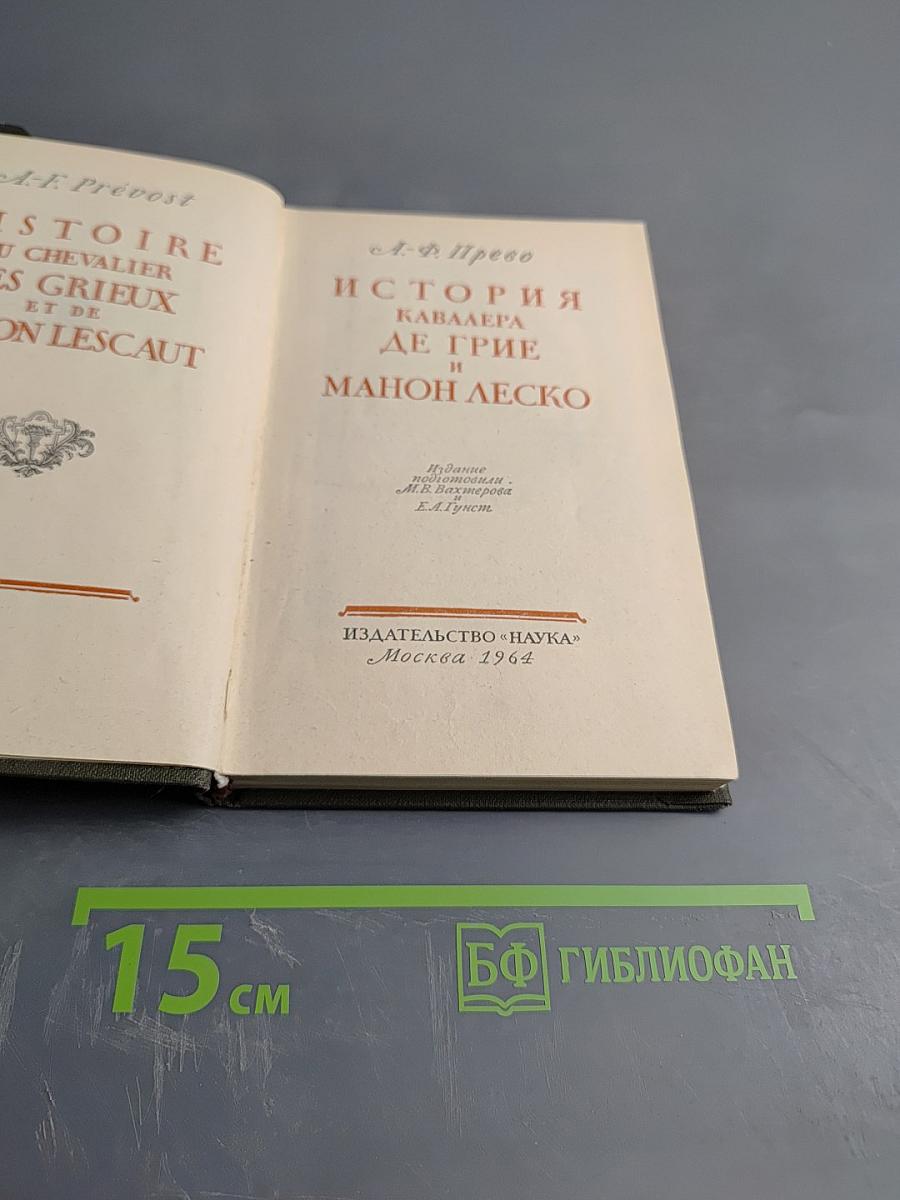 A.-F. Prévost
ISTOIRE
U CHEVALIER
ES GRIEUX
ET DE
ON LESCAUT
А.-Ф. Прево
ИСТОРИЯ
КАВАЛЕРА
ДЕ ГРИЕ
И
МАНОН ЛЕСКО
Издание
подготовили
М.В. Вахтерова
и
Е.А. Гунст
ИЗДАТЕЛЬСТВО «НАУКА»
Москва · 1964
15 см
БФ ГИБЛИОФАН